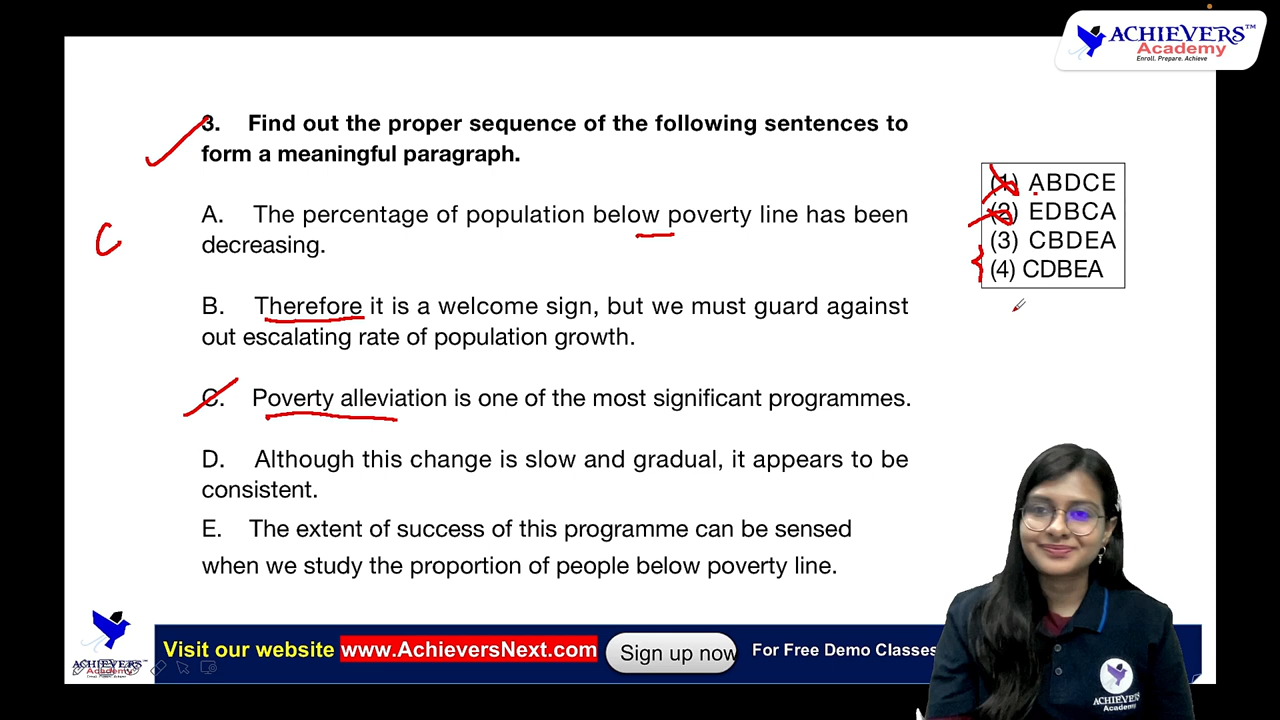 ACHIEVERS™
Academy
Enroll. Prepare. Achieve
3. Find out the proper sequence of the following sentences to
form a meaningful paragraph.
(1) ABDCE
(2) EDBCA
(3) CBDEA
(4) CDBEA
A. The percentage of population below poverty line has been
decreasing.
C
B. Therefore it is a welcome sign, but we must guard against
out escalating rate of population growth.
C. Poverty alleviation is one of the most significant programmes.
D. Although this change is slow and gradual, it appears to be
consistent.
E. The extent of success of this programme can be sensed
when we study the proportion of people below poverty line.
ACHIEVERS
Academy
Visit our website www.AchieversNext.com
Sign up now
For Free Demo Classes
ACHIEVERS
Academy